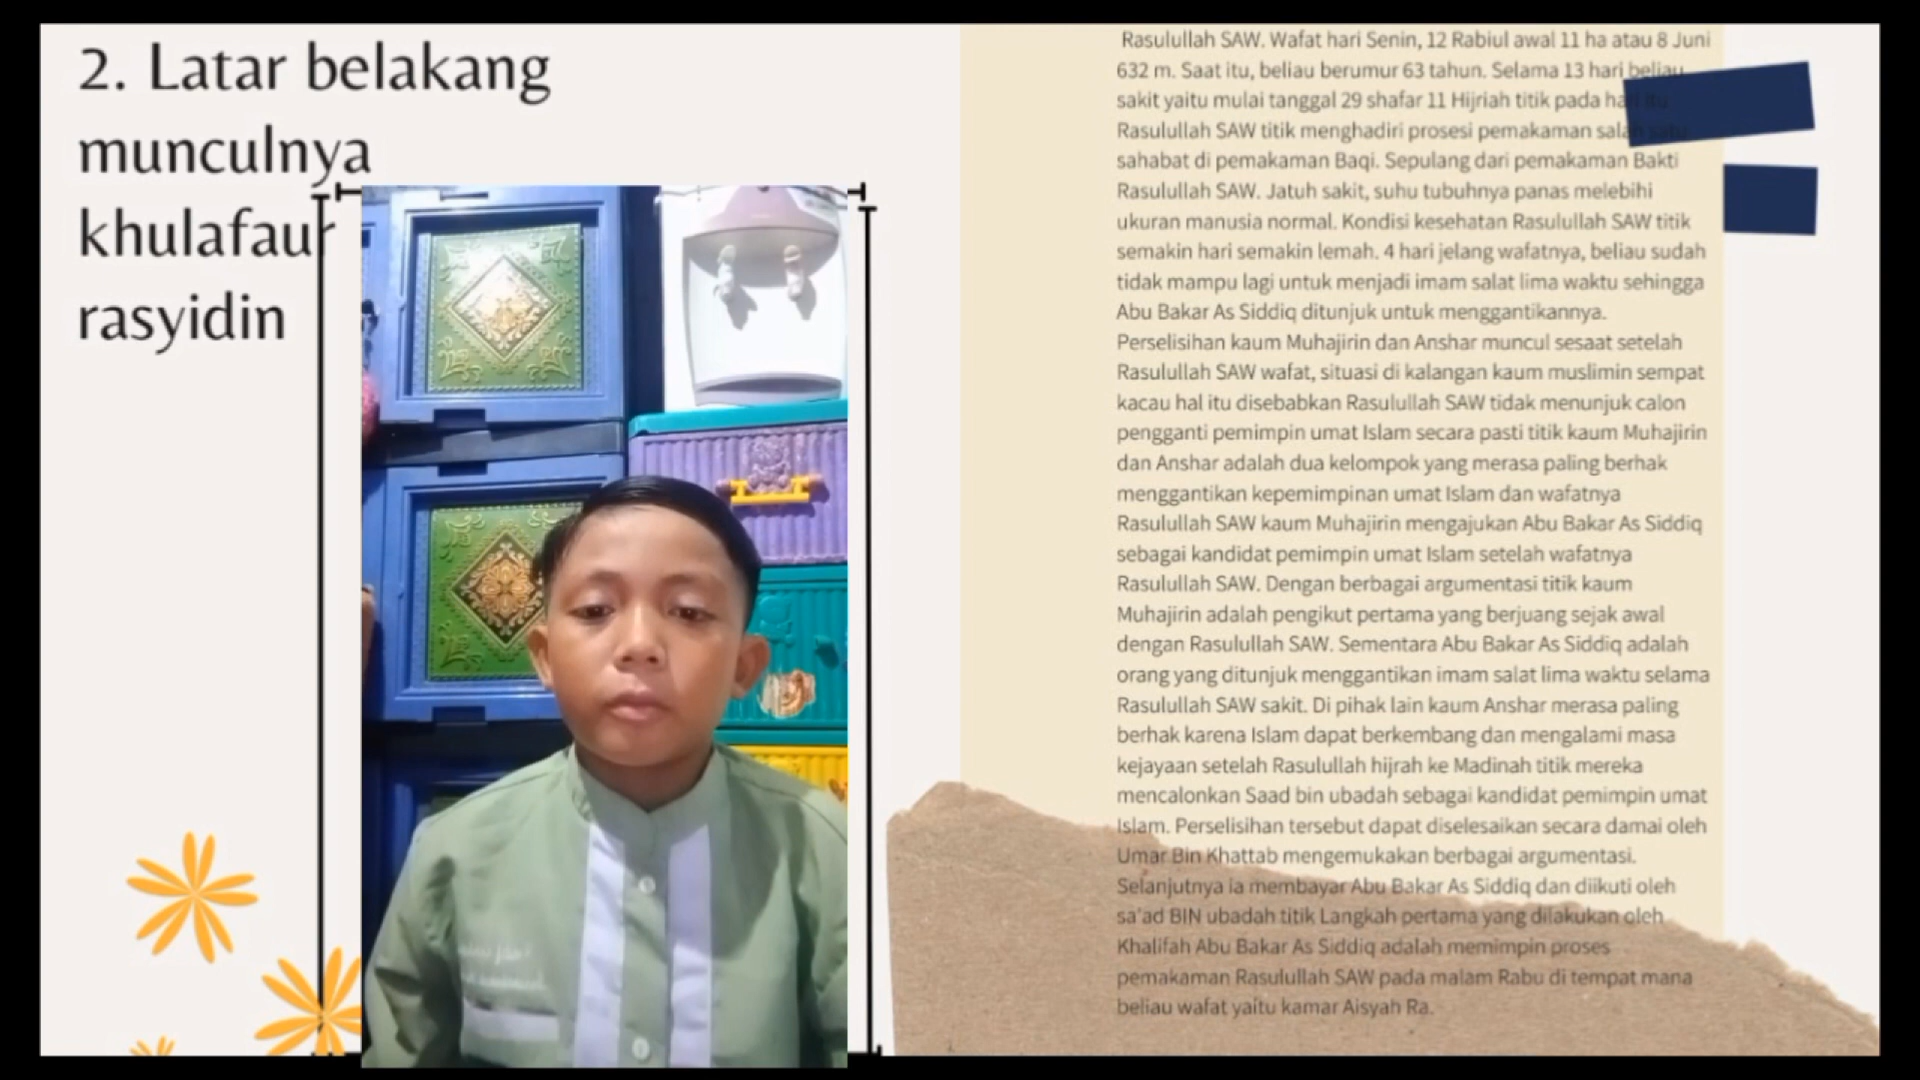 2. Latar belakang
munculnya
khulafaur
rasyidin
Rasulullah SAW. Wafat hari Senin, 12 Rabiul awal 11 ha atau 8 Juni
632 m. Saat itu, beliau berumur 63 tahun. Selama 13 hari beliau
sakit yaitu mulai tanggal 29 shafar 11 Hijriah titik pada hari itu
Rasulullah SAW titik menghadiri prosesi pemakaman salah satu
sahabat di pemakaman Baqi. Sepulang dari pemakaman Bakti
Rasulullah SAW. Jatuh sakit, suhu tubuhnya panas melebihi
ukuran manusia normal. Kondisi kesehatan Rasulullah SAW titik
semakin hari semakin lemah. 4 hari jelang wafatnya, beliau sudah
tidak mampu lagi untuk menjadi imam salat lima waktu sehingga
Abu Bakar As Siddiq ditunjuk untuk menggantikannya.
Perselisihan kaum Muhajirin dan Anshar muncul sesaat setelah
Rasulullah SAW wafat, situasi di kalangan kaum muslimin sempat
kacau hal itu disebabkan Rasulullah SAW tidak menunjuk calon
pengganti pemimpin umat Islam secara pasti titik kaum Muhajirin
dan Anshar adalah dua kelompok yang merasa paling berhak
menggantikan kepemimpinan umat Islam dan wafatnya
Rasulullah SAW kaum Muhajirin mengajukan Abu Bakar As Siddiq
sebagai kandidat pemimpin umat Islam setelah wafatnya
Rasulullah SAW. Dengan berbagai argumentasi titik kaum
Muhajirin adalah pengikut pertama yang berjuang sejak awal
dengan Rasulullah SAW. Sementara Abu Bakar As Siddiq adalah
orang yang ditunjuk menggantikan imam salat lima waktu selama
Rasulullah SAW sakit. Di pihak lain kaum Anshar merasa paling
berhak karena Islam dapat berkembang dan mengalami masa
kejayaan setelah Rasulullah hijrah ke Madinah titik mereka
mencalonkan Saad bin ubadah sebagai kandidat pemimpin umat
Islam. Perselisihan tersebut dapat diselesaikan secara damai oleh
Umar Bin Khattab mengemukakan berbagai argumentasi.
Selanjutnya ia membayar Abu Bakar As Siddiq dan diikuti oleh
sa'ad BIN ubadah titik Langkah pertama yang dilakukan oleh
Khalifah Abu Bakar As Siddiq adalah memimpin proses
pemakaman Rasulullah SAW pada malam Rabu di tempat mana
beliau wafat yaitu kamar Aisyah Ra.